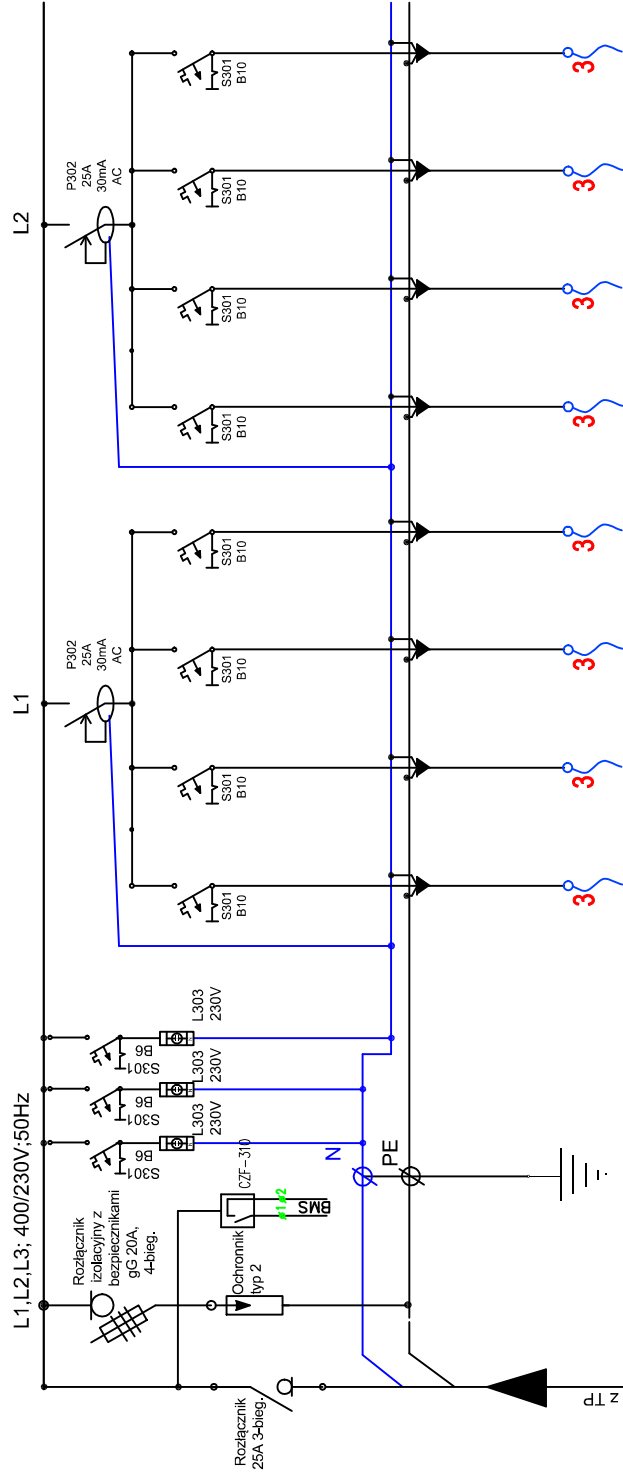 L1,L2,L3; 400/230V;50Hz
L1
L2
Rozłącznik
izolacyjny z
bezpiecznikami
gG 20A,
4-bieg.
P302
25A
30mA
AC
P302
25A
30mA
AC
S301
B6
S301
B6
S301
B6
L303
230V
L303
230V
L303
230V
S301
B10
S301
B10
S301
B10
S301
B10
S301
B10
S301
B10
S301
B10
S301
B10
CZF-310
ø1 ø2
BMS
Ochronnik
typ 2
Rozłącznik
25A 3-bieg.
N
PE
z TP
3
3
3
3
3
3
3
3